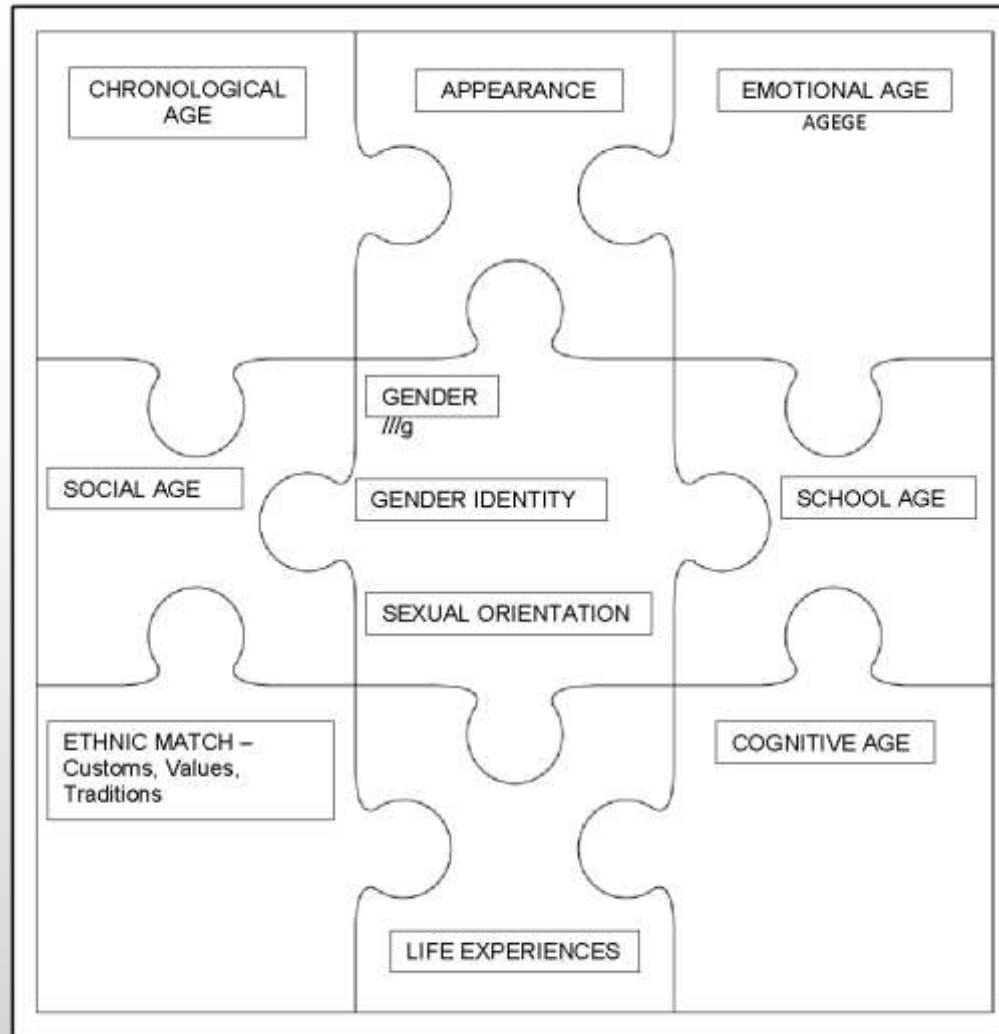 CHRONOLOGICAL
AGE
APPEARANCE
EMOTIONAL AGE
AGEGE
GENDER
///g
SOCIAL AGE
GENDER IDENTITY
SCHOOL AGE
SEXUAL ORIENTATION
ETHNIC MATCH –
Customs, Values,
Traditions
COGNITIVE AGE
LIFE EXPERIENCES